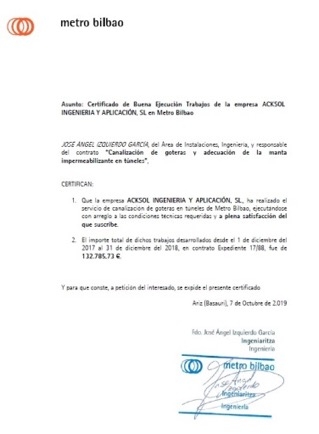 metro bilbao
Asunto: Certificado de Buena Ejecución Trabajos de la empresa ACKSOL
INGENIERIA Y APLICACIÓN, SL en Metro Bilbao
JOSE ÁNGEL IZQUIERDO GARCÍA, del Área de Instalaciones, Ingeniería, y responsable
del contrato "Canalización de goteras y adecuación de la manta
impermeabilizante en túneles",
CERTIFICAN:
1. Que la empresa ACKSOL INGENIERIA Y APLICACIÓN, SL, ha realizado el
servicio de canalización de goteras en túneles de Metro Bilbao, ejecutándose
con arreglo a las condiciones técnicas requeridas y a plena satisfacción del
que suscribe.
2. El importe total de dichos trabajos desarrollados desde el 1 de diciembre
del 2017 al 31 de diciembre del 2018, en contrato Expediente 17/88, fue de
132.785,73 €.
Y para que conste, a petición del interesado, se expide el presente certificado
Ariz (Basauri), 7 de Octubre de 2.019
Fdo. José Ángel Izquierdo García
Ingeniaritza
Ingeniería
metro bilbao
Ingeniaritza
Ingeniería